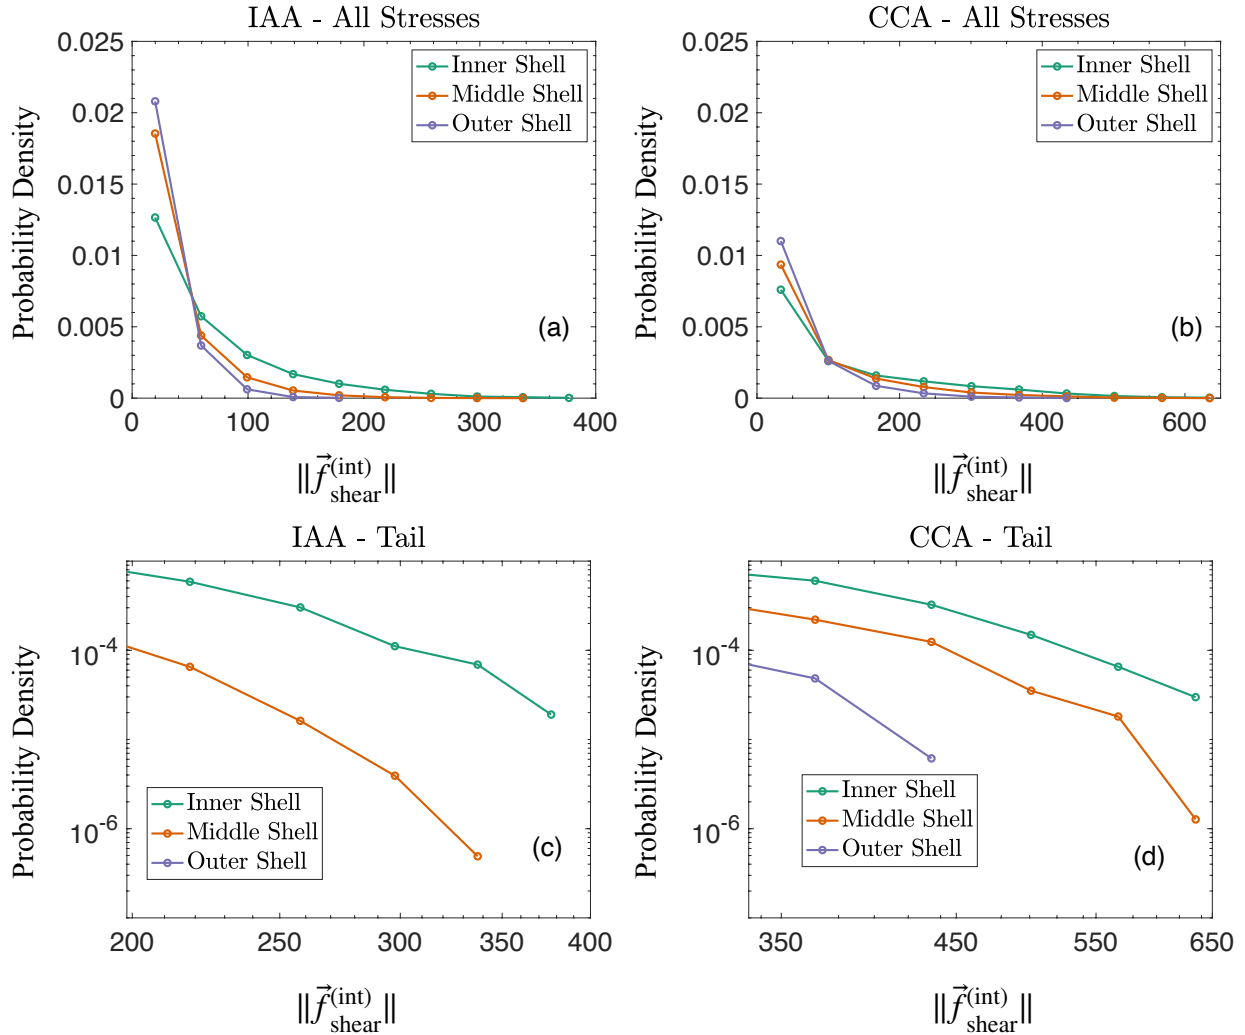 IAA - All Stresses
Probability Density
0.025
0.02
0.015
0.01
0.005
0
0 100 200 300 400
Inner Shell
Middle Shell
Outer Shell
(a)
||f⃗ (int) shear||
CCA - All Stresses
Probability Density
0.025
0.02
0.015
0.01
0.005
0
0 200 400 600
Inner Shell
Middle Shell
Outer Shell
(b)
||f⃗ (int) shear||
IAA - Tail
Probability Density
10⁻⁴
10⁻⁶
200 250 300 350 400
Inner Shell
Middle Shell
Outer Shell
(c)
||f⃗ (int) shear||
CCA - Tail
Probability Density
10⁻⁴
10⁻⁶
350 450 550 650
Inner Shell
Middle Shell
Outer Shell
(d)
||f⃗ (int) shear||